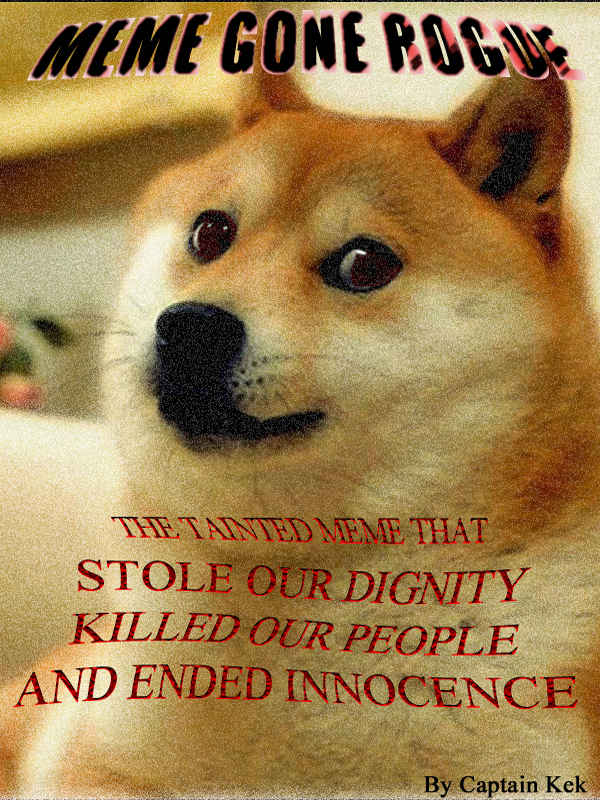 MEME GONE ROGUE
THE TAINTED MEME THAT
STOLE OUR DIGNITY
KILLED OUR PEOPLE
AND ENDED INNOCENCE
By Captain Kek